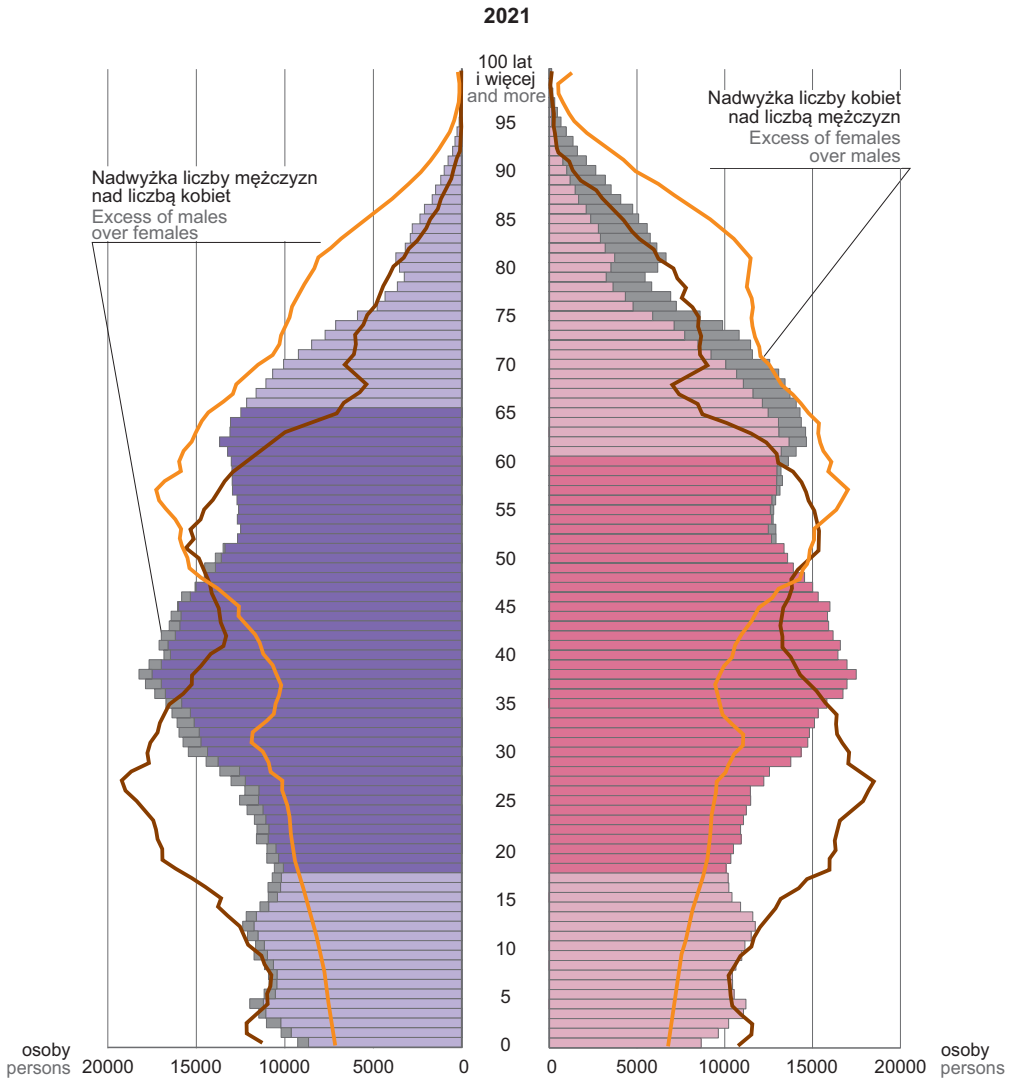 2021
100 lat
i więcej
and more
Nadwyżka liczby mężczyzn
nad liczbą kobiet
Excess of males
over females
Nadwyżka liczby kobiet
nad liczbą mężczyzn
Excess of females
over males
95
90
85
80
75
70
65
60
55
50
45
40
35
30
25
20
15
10
5
0
osoby
persons
20000 15000 10000 5000 0
0 5000 10000 15000 20000
osoby
persons